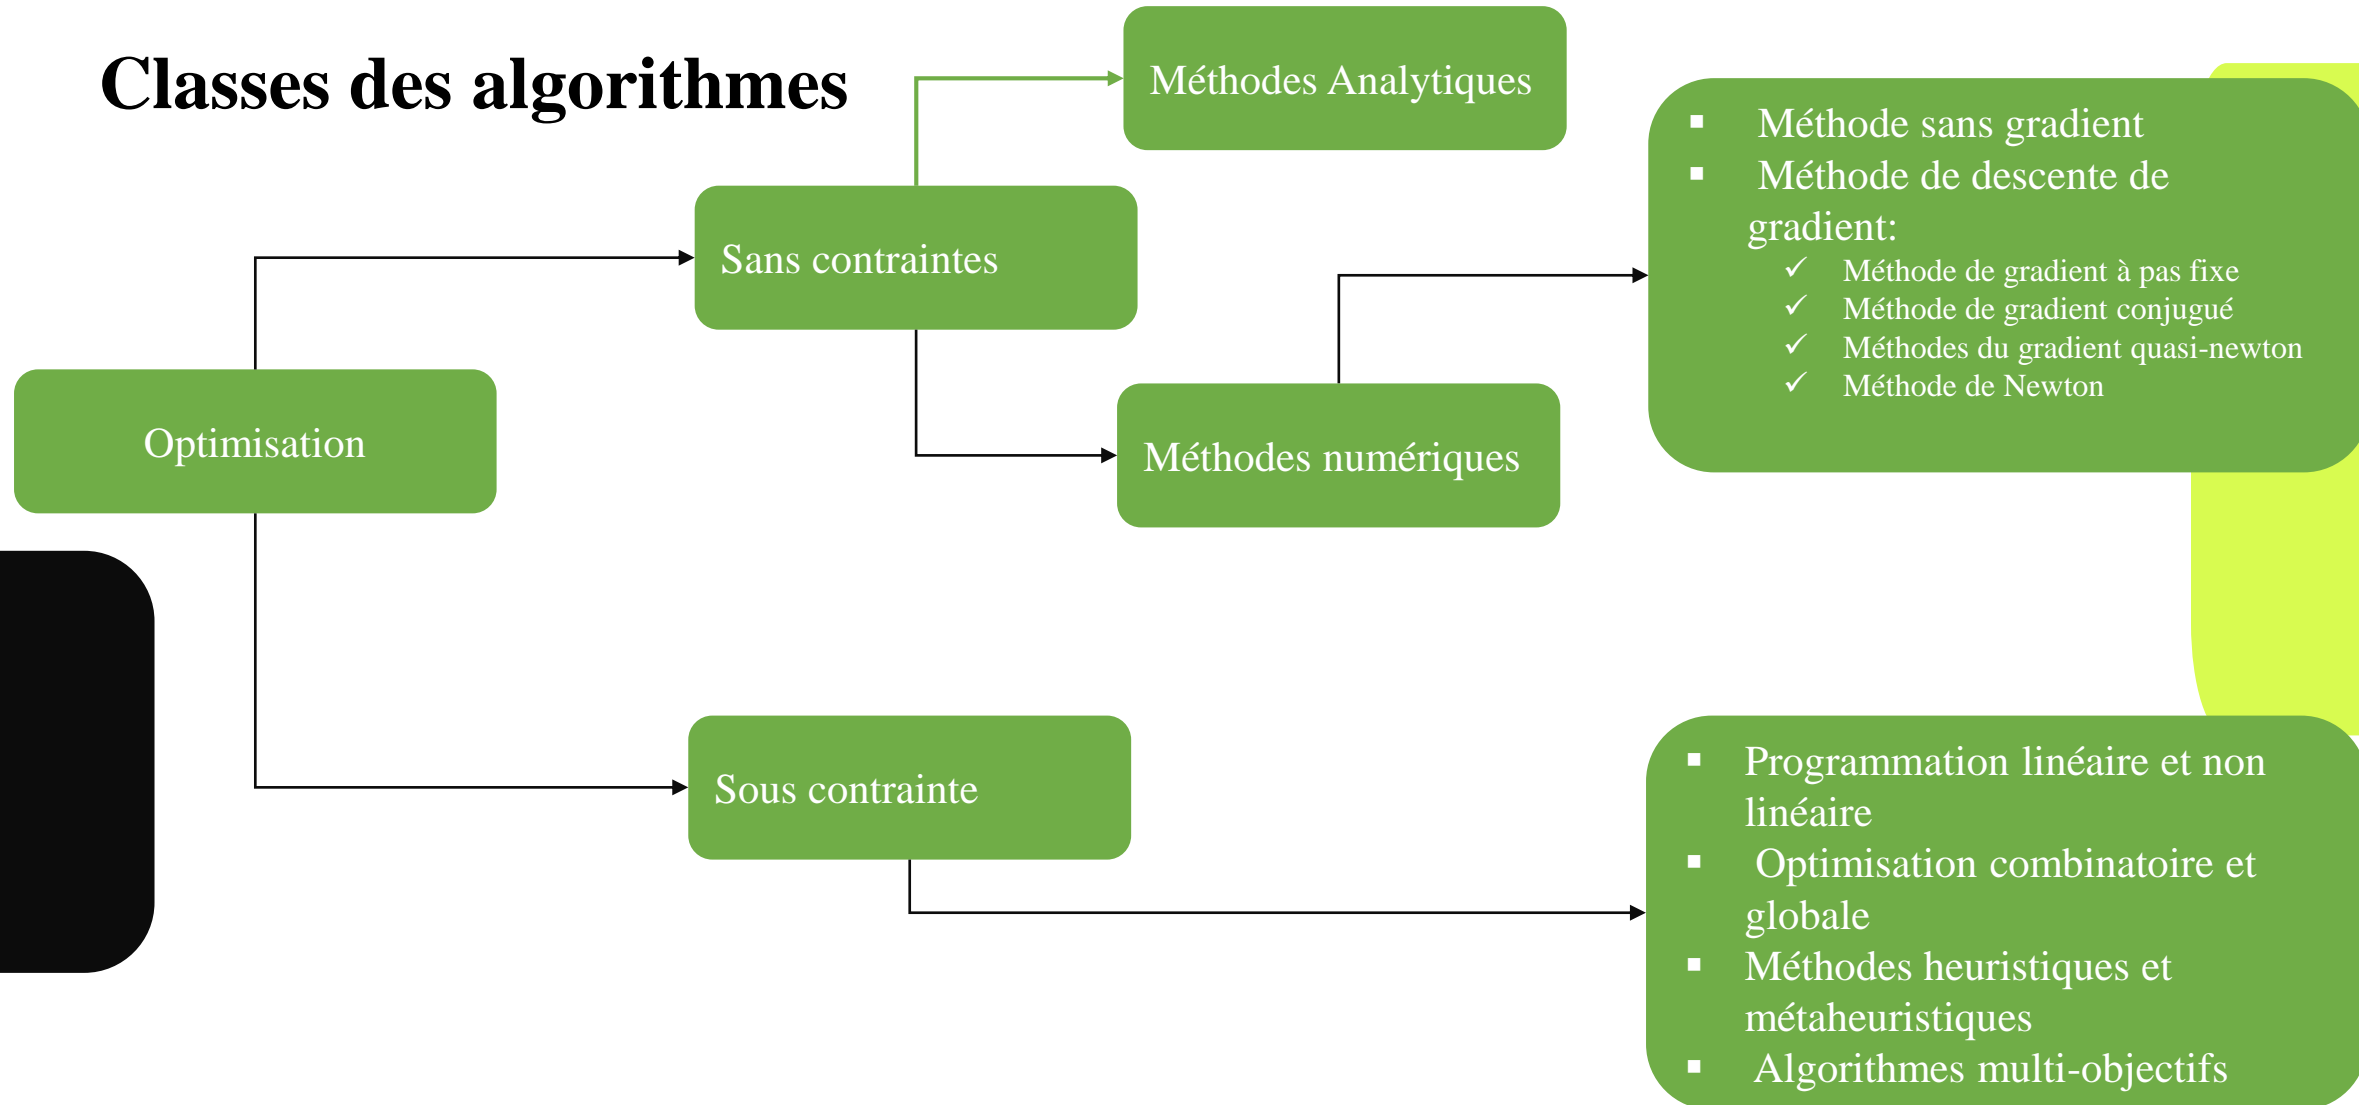 Classes des algorithmes
Optimisation
Sans contraintes
Méthodes Analytiques
Méthodes numériques
Méthode sans gradient
Méthode de descente de
gradient:
Méthode de gradient à pas fixe
Méthode de gradient conjugué
Méthodes du gradient quasi-newton
Méthode de Newton
Sous contrainte
Programmation linéaire et non
linéaire
Optimisation combinatoire et
globale
Méthodes heuristiques et
métaheuristiques
Algorithmes multi-objectifs